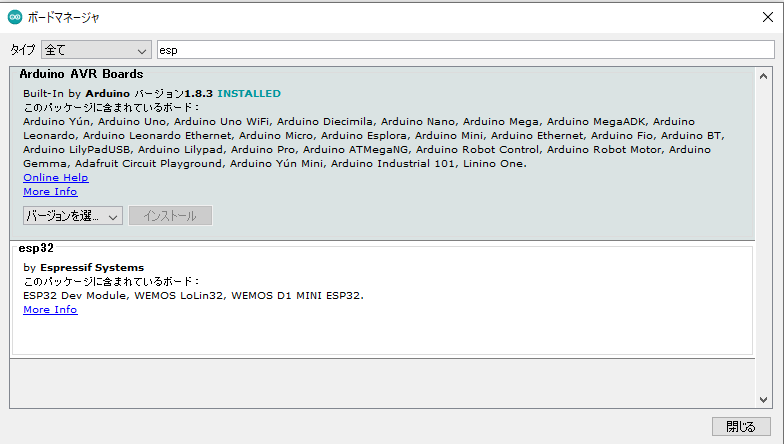 ボードマネージャ
タイプ 全て esp
Arduino AVR Boards
Built-In by Arduino バージョン1.8.3 INSTALLED
このパッケージに含まれているボード：
Arduino Yún, Arduino Uno, Arduino Uno WiFi, Arduino Diecimila, Arduino Nano, Arduino Mega, Arduino MegaADK, Arduino
Leonardo, Arduino Leonardo Ethernet, Arduino Micro, Arduino Esplora, Arduino Mini, Arduino Ethernet, Arduino Fio, Arduino BT,
Arduino LilyPadUSB, Arduino Lilypad, Arduino Pro, Arduino ATMegaNG, Arduino Robot Control, Arduino Robot Motor, Arduino
Gemma, Adafruit Circuit Playground, Arduino Yún Mini, Arduino Industrial 101, Linino One.
Online Help
More Info
バージョンを選... インストール
esp32
by Espressif Systems
このパッケージに含まれているボード：
ESP32 Dev Module, WEMOS LoLin32, WEMOS D1 MINI ESP32.
More Info
閉じる